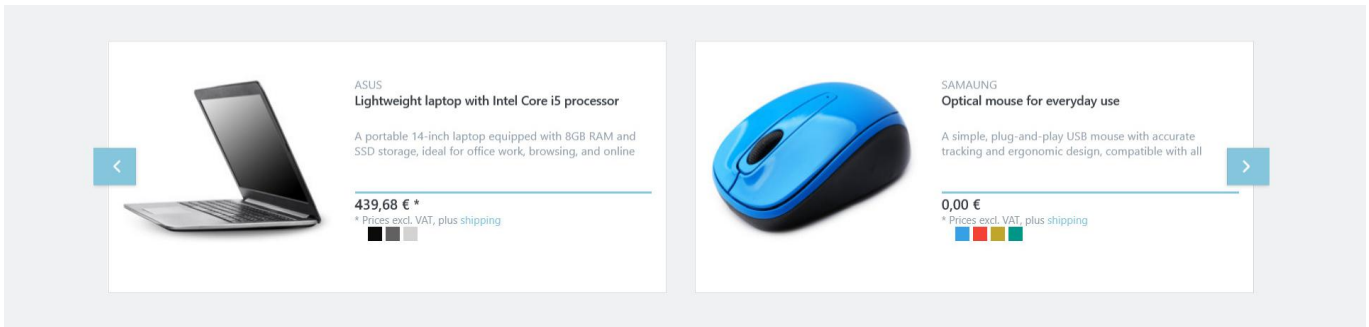 ASUS
Lightweight laptop with Intel Core i5 processor
A portable 14-inch laptop equipped with 8GB RAM and
SSD storage, ideal for office work, browsing, and online
439,68 € *
* Prices excl. VAT, plus shipping
SAMAUNG
Optical mouse for everyday use
A simple, plug-and-play USB mouse with accurate
tracking and ergonomic design, compatible with all
0,00 €
* Prices excl. VAT, plus shipping